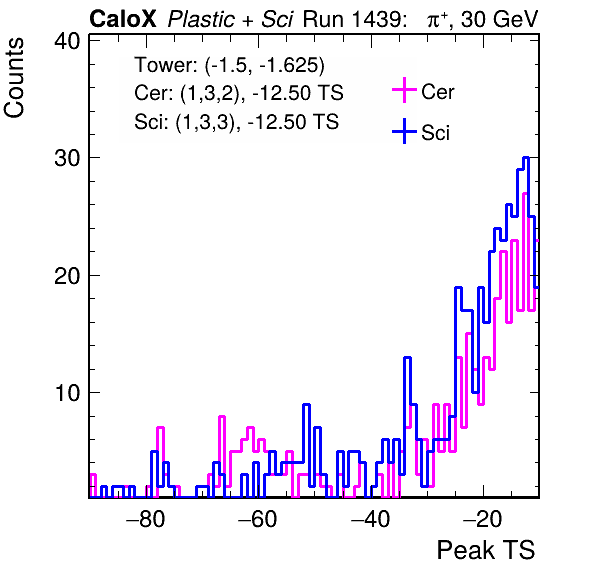 CaloX Plastic + Sci Run 1439: π⁺, 30 GeV
Tower: (-1.5, -1.625)
Cer: (1,3,2), -12.50 TS
Sci: (1,3,3), -12.50 TS
Cer
Sci
Counts
40
30
20
10
−80 −60 −40 −20
Peak TS